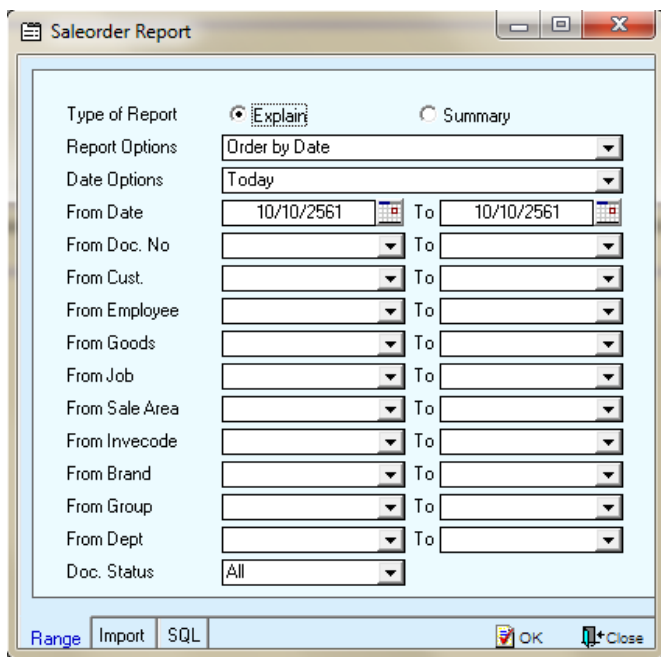 Saleorder Report
Type of Report Explain Summary
Report Options Order by Date
Date Options Today
From Date 10/10/2561 To 10/10/2561
From Doc. No To
From Cust. To
From Employee To
From Goods To
From Job To
From Sale Area To
From Invecode To
From Brand To
From Group To
From Dept To
Doc. Status All
Range Import SQL OK Close